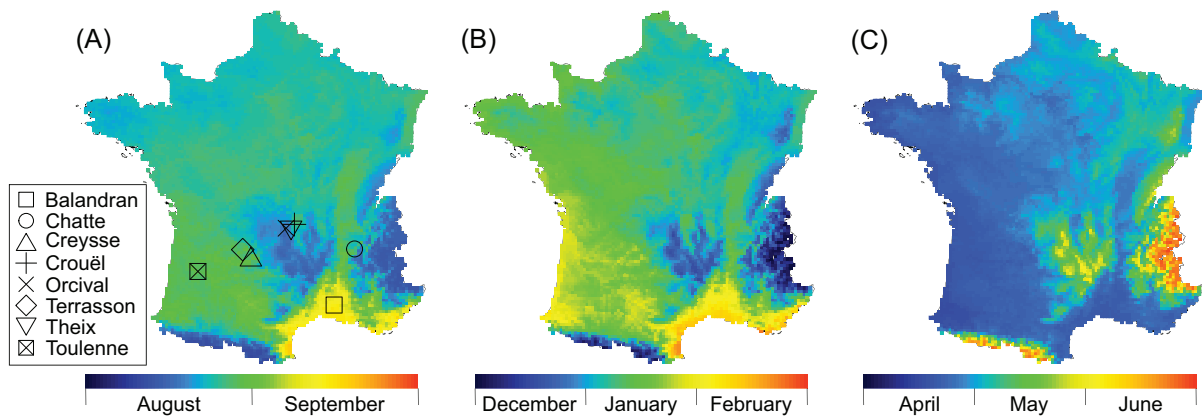 (A)
(B)
(C)
Balandran
Chatte
Creysse
Crouël
Orcival
Terrasson
Theix
Toulenne
August
September
December
January
February
April
May
June